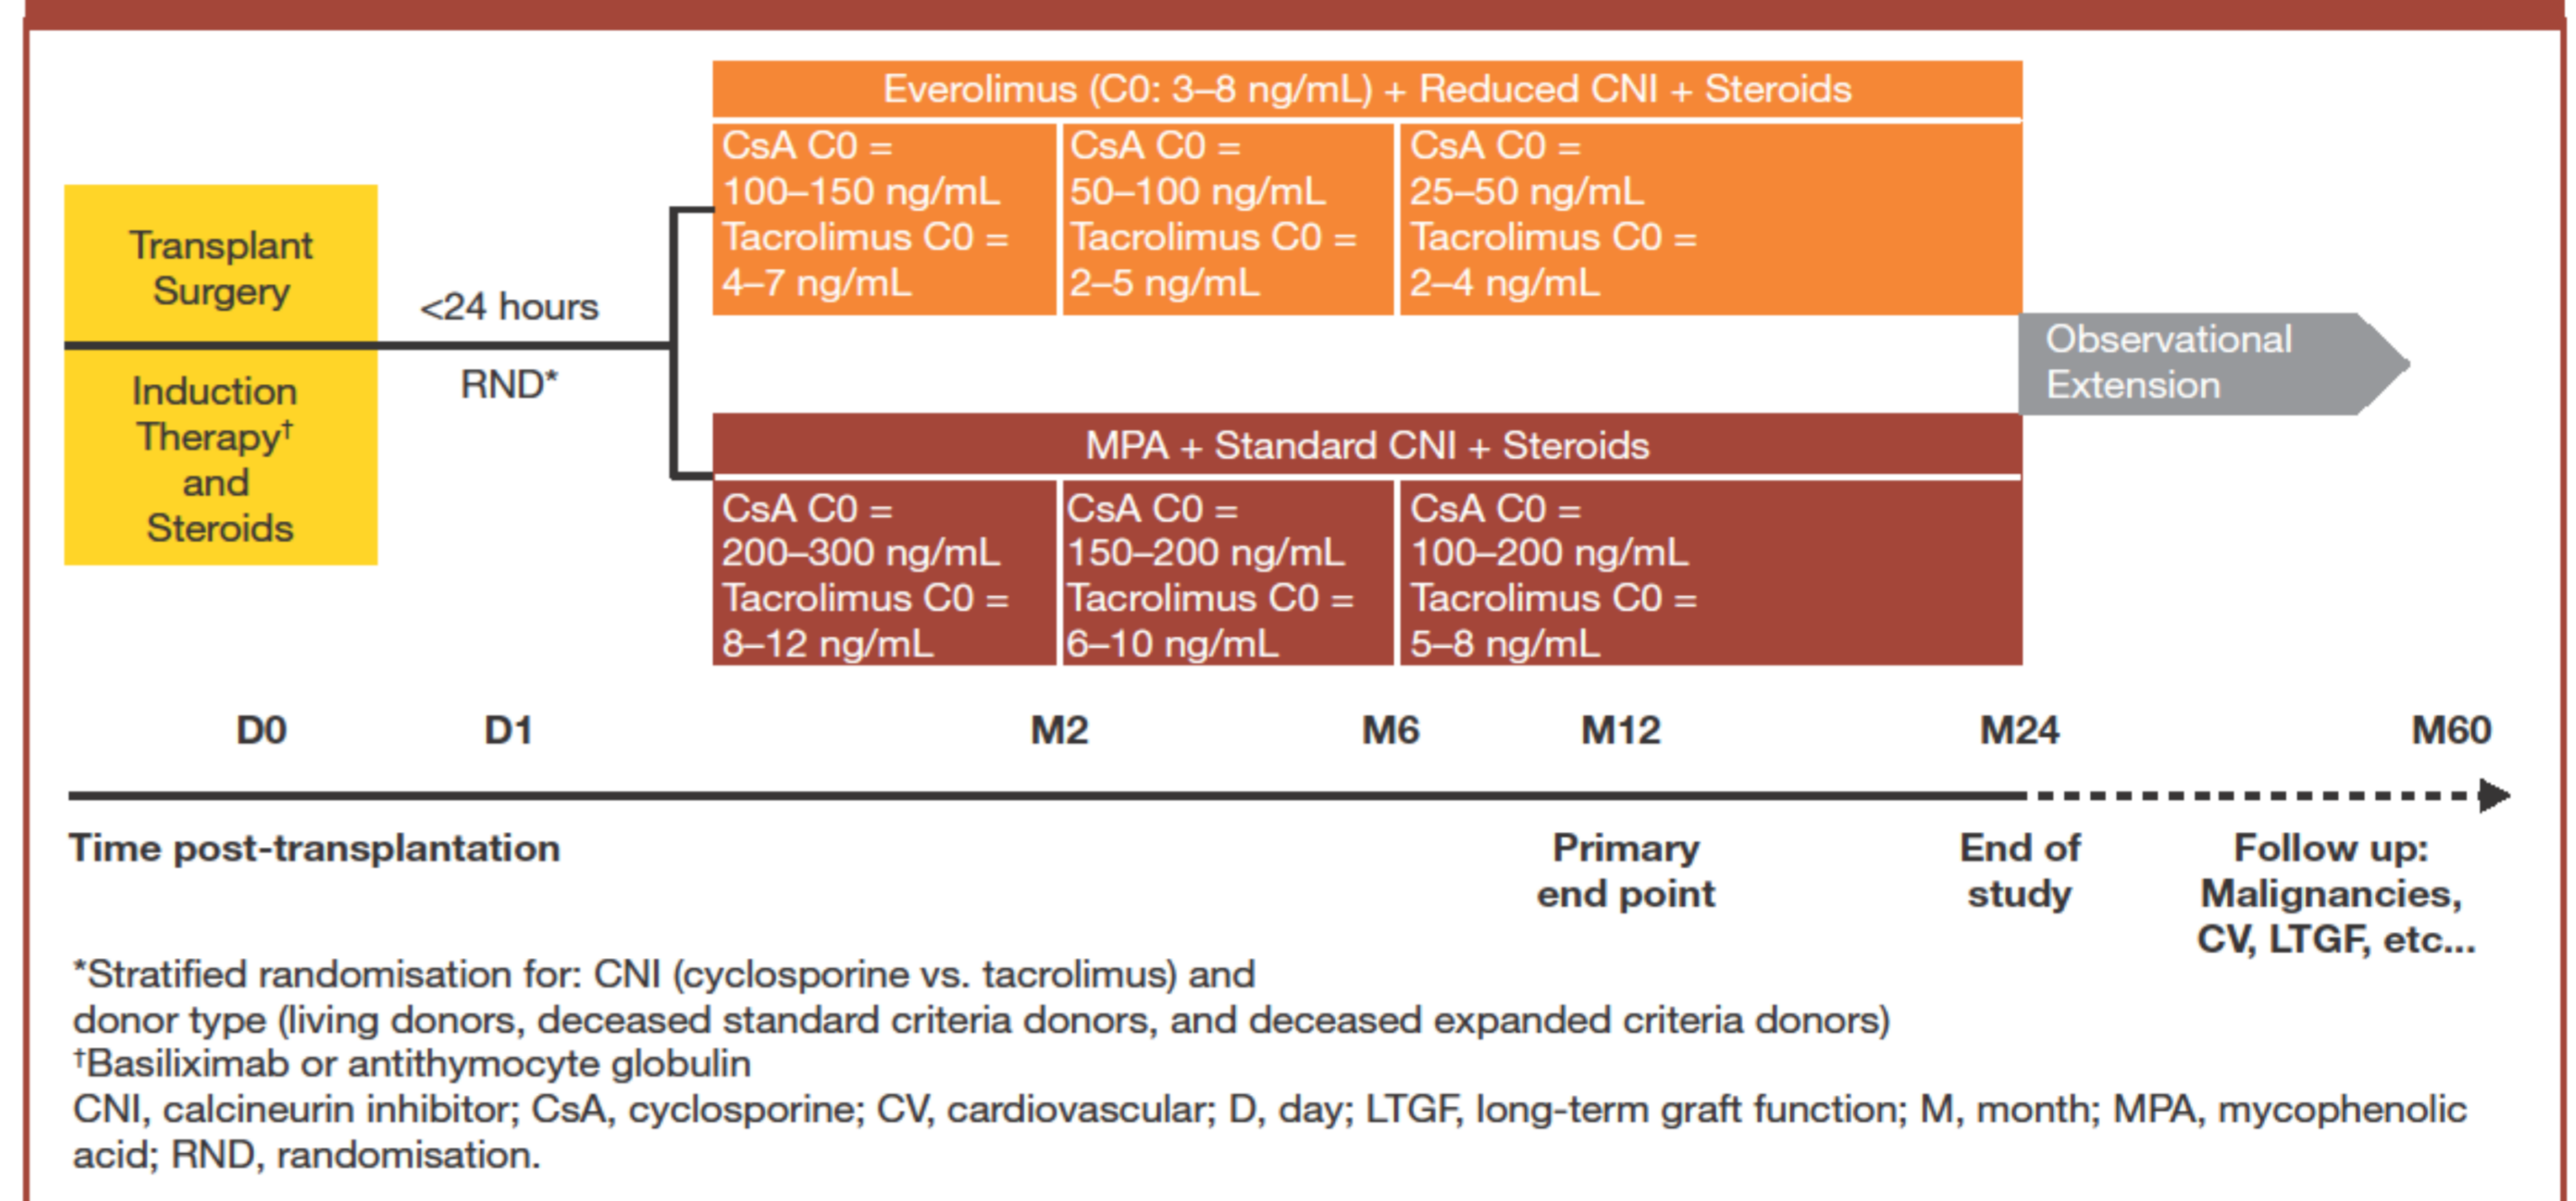 Everolimus (C0: 3–8 ng/mL) + Reduced CNI + Steroids
CsA C0 =
100–150 ng/mL
Tacrolimus C0 =
4–7 ng/mL
CsA C0 =
50–100 ng/mL
Tacrolimus C0 =
2–5 ng/mL
CsA C0 =
25–50 ng/mL
Tacrolimus C0 =
2–4 ng/mL
Transplant
Surgery
Induction
Therapy†
and
Steroids
<24 hours
RND*
Observational
Extension
MPA + Standard CNI + Steroids
CsA C0 =
200–300 ng/mL
Tacrolimus C0 =
8–12 ng/mL
CsA C0 =
150–200 ng/mL
Tacrolimus C0 =
6–10 ng/mL
CsA C0 =
100–200 ng/mL
Tacrolimus C0 =
5–8 ng/mL
D0 D1 M2 M6 M12 M24 M60
Time post-transplantation
Primary
end point
End of
study
Follow up:
Malignancies,
CV, LTGF, etc...
*Stratified randomisation for: CNI (cyclosporine vs. tacrolimus) and
donor type (living donors, deceased standard criteria donors, and deceased expanded criteria donors)
†Basiliximab or antithymocyte globulin
CNI, calcineurin inhibitor; CsA, cyclosporine; CV, cardiovascular; D, day; LTGF, long-term graft function; M, month; MPA, mycophenolic
acid; RND, randomisation.